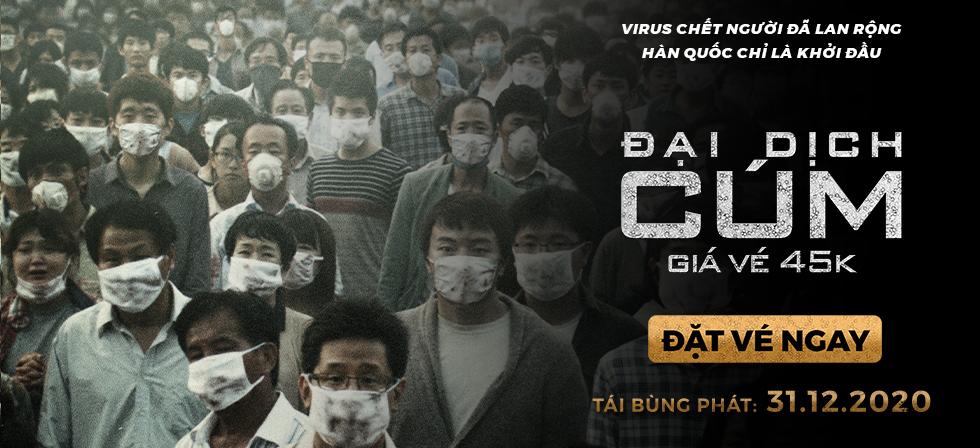 VIRUS CHẾT NGƯỜI ĐÃ LAN RỘNG
HÀN QUỐC CHỈ LÀ KHỞI ĐẦU
ĐẠI DỊCH
CÚM
GIÁ VÉ 45K
ĐẶT VÉ NGAY
TÁI BÙNG PHÁT: 31.12.2020